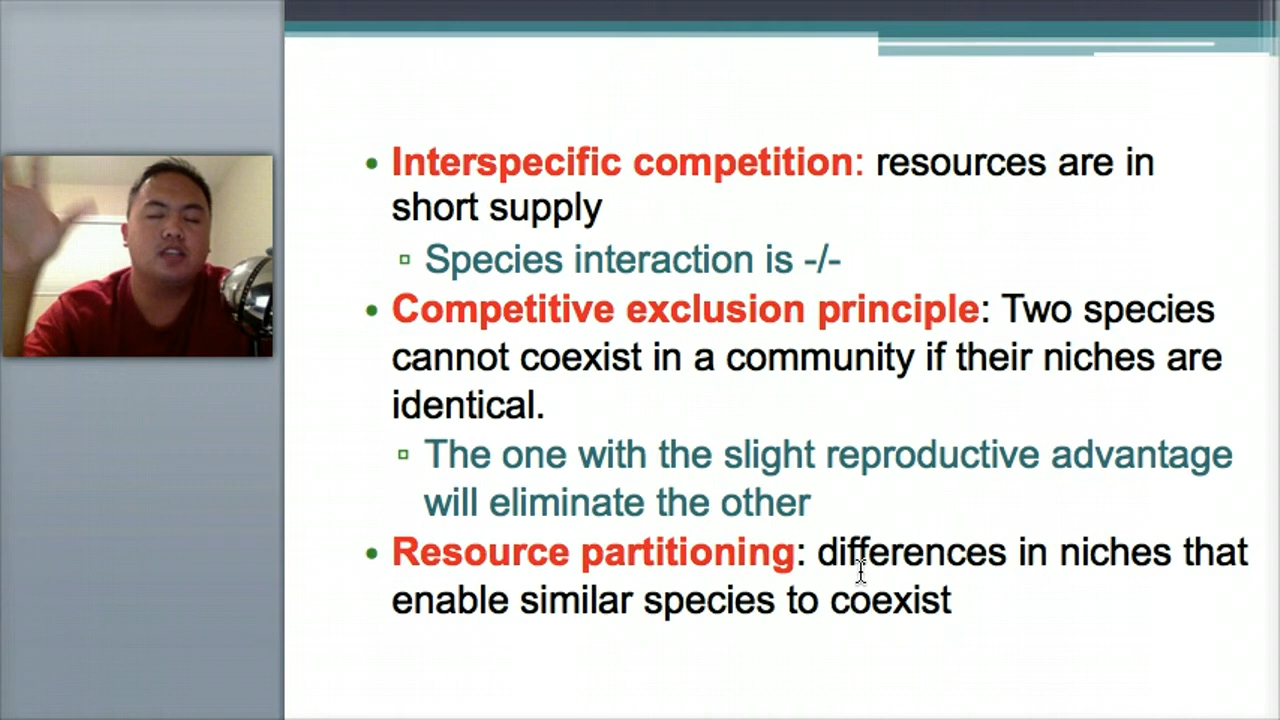 • Interspecific competition: resources are in
short supply
▫ Species interaction is -/-
• Competitive exclusion principle: Two species
cannot coexist in a community if their niches are
identical.
▫ The one with the slight reproductive advantage
will eliminate the other
• Resource partitioning: differences in niches that
enable similar species to coexist